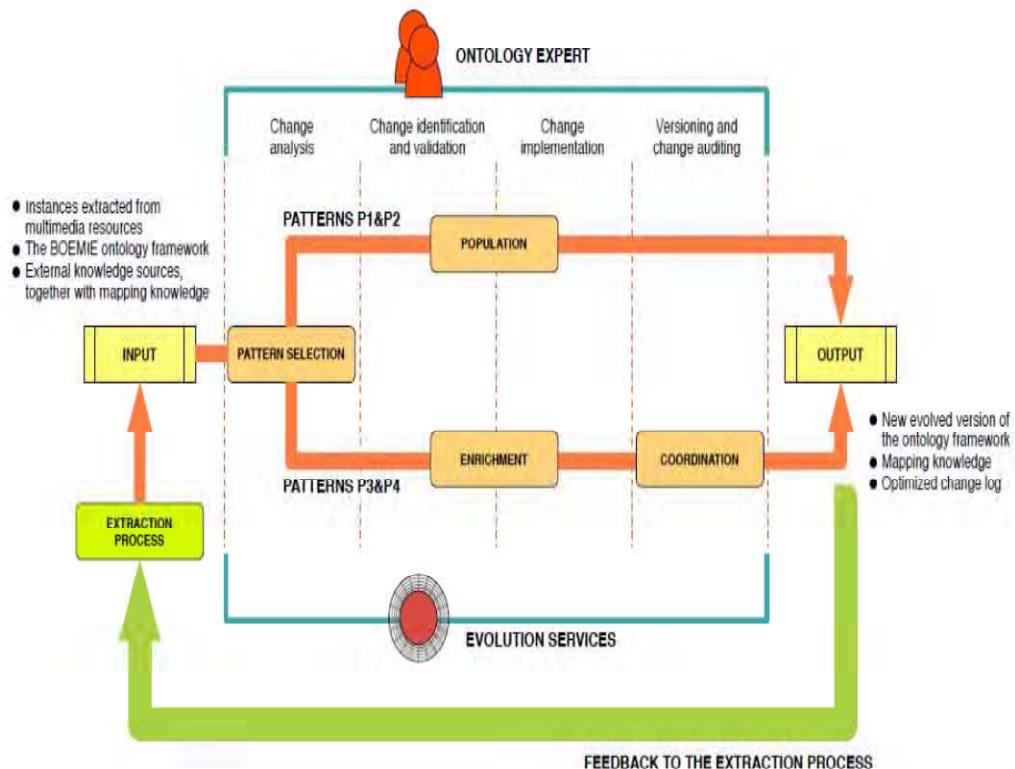 ONTOLOGY EXPERT
Change
analysis
Change identification
and validation
Change
implementation
Versioning and
change auditing
● Instances extracted from
multimedia resources
● The BOEMIE ontology framework
● External knowledge sources,
together with mapping knowledge
PATTERNS P1&P2
POPULATION
INPUT
PATTERN SELECTION
OUTPUT
● New evolved version of
the ontology framework
● Mapping knowledge
● Optimized change log
ENRICHMENT
COORDINATION
PATTERNS P3&P4
EXTRACTION
PROCESS
EVOLUTION SERVICES
FEEDBACK TO THE EXTRACTION PROCESS